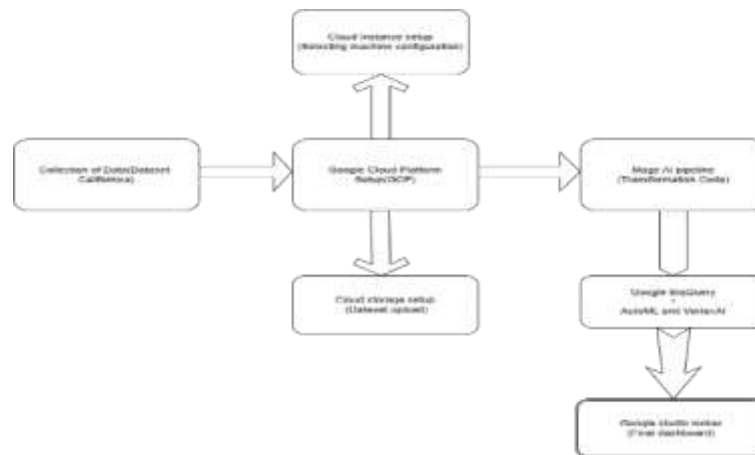 Cloud Instance setup
(Selecting machine configuration)
Collection of Data(Dataset
California)
Google Cloud Platform
Setup(GCP)
Mage AI pipeline
(Transformation Code)
Cloud storage setup
(Dataset upload)
Google BigQuery
+
AutoML and VertexAI
Google studio looker
(Final dashboard)